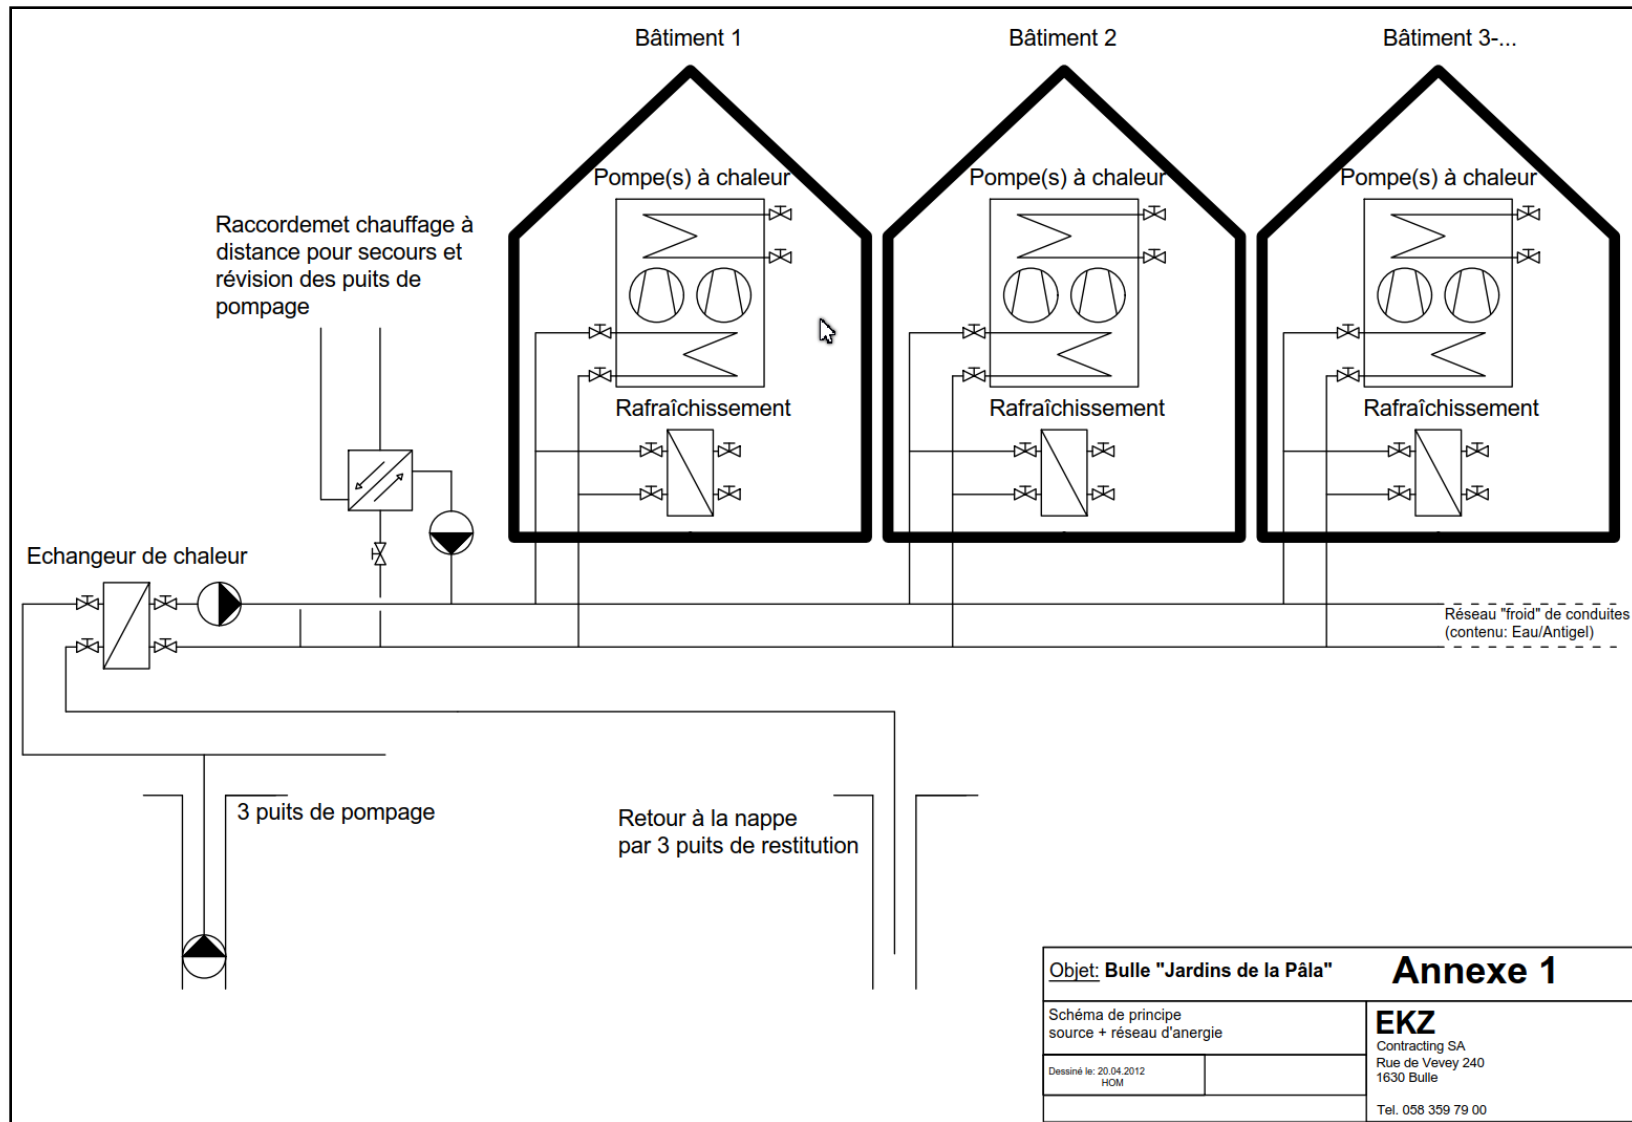 Bâtiment 1
Bâtiment 2
Bâtiment 3-...
Pompe(s) à chaleur
Pompe(s) à chaleur
Pompe(s) à chaleur
Raccordemet chauffage à
distance pour secours et
révision des puits de
pompage
Rafraîchissement
Rafraîchissement
Rafraîchissement
Echangeur de chaleur
Réseau "froid" de conduites
(contenu: Eau/Antigel)
3 puits de pompage
Retour à la nappe
par 3 puits de restitution
Objet: Bulle "Jardins de la Pâla"
Annexe 1
Schéma de principe
source + réseau d'anergie
Dessiné le: 20.04.2012
HOM
EKZ
Contracting SA
Rue de Vevey 240
1630 Bulle
Tel. 058 359 79 00